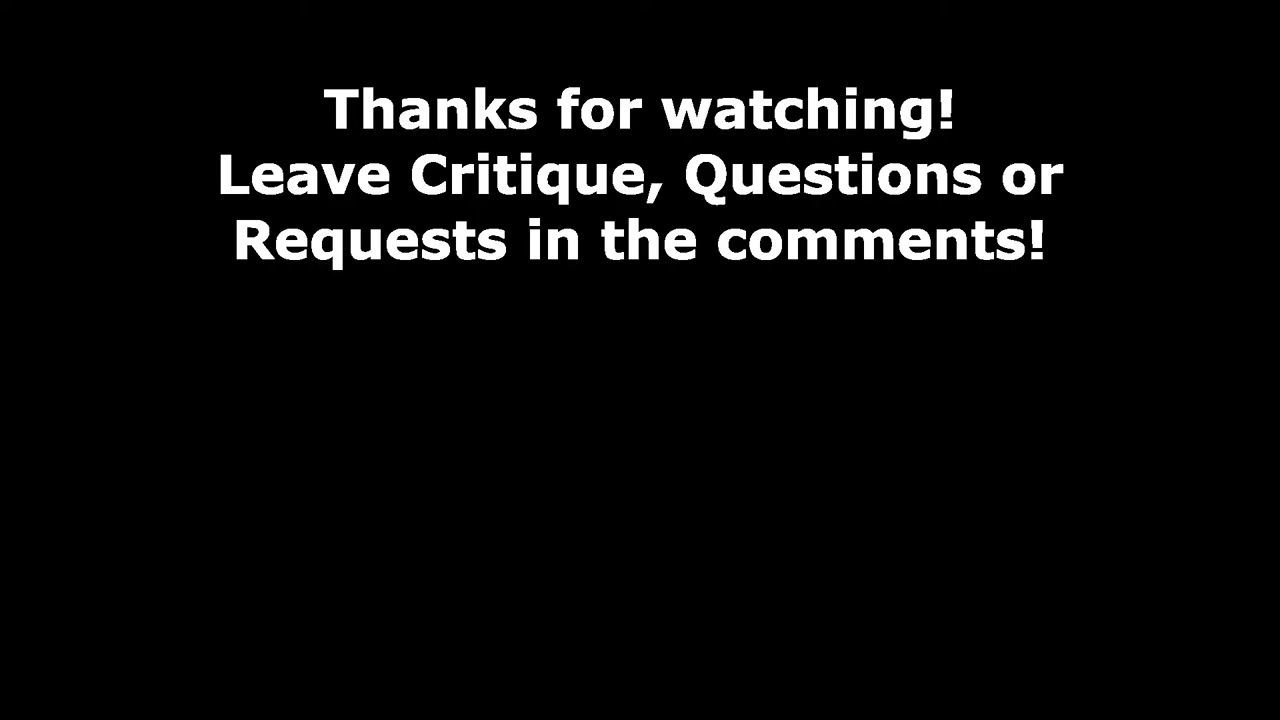 Thanks for watching!
Leave Critique, Questions or
Requests in the comments!